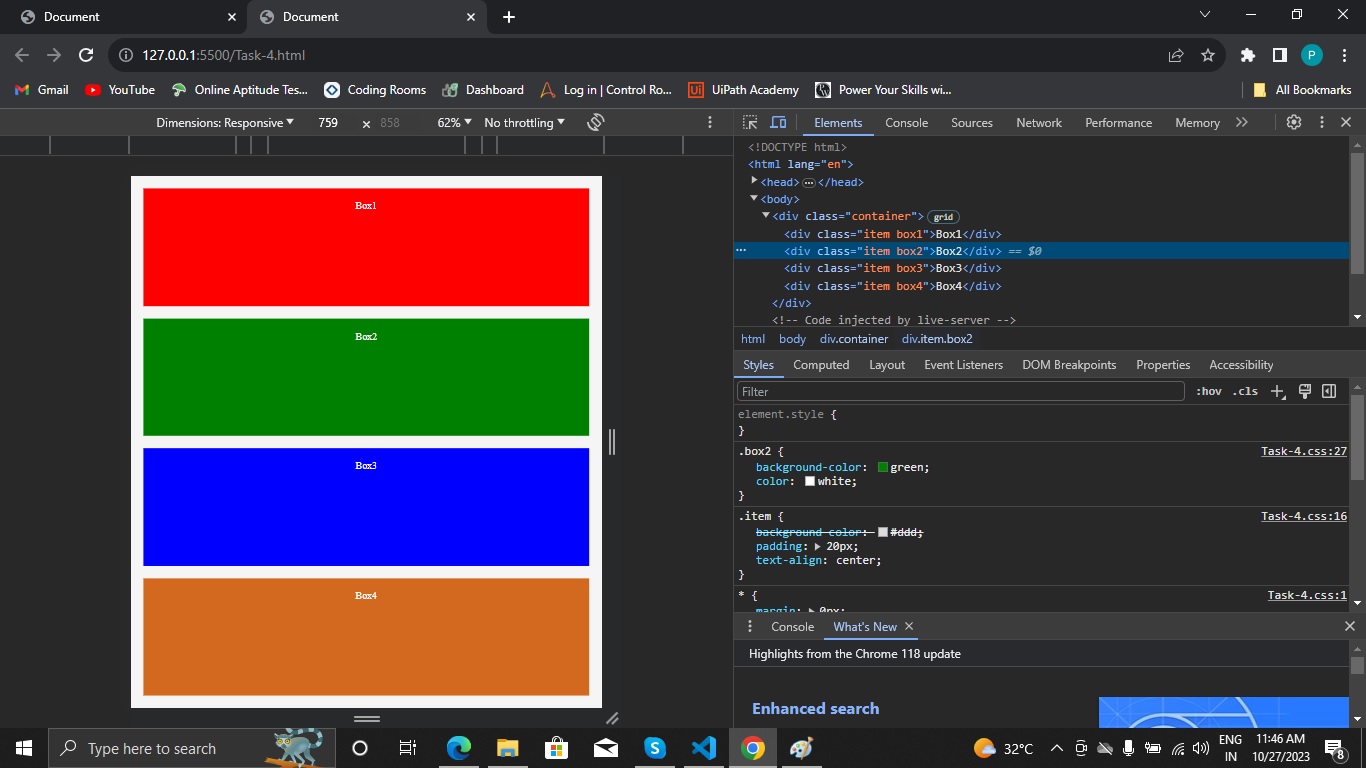 Document
Document
127.0.0.1:5500/Task-4.html
P
Gmail
YouTube
Online Aptitude Tes...
Coding Rooms
Dashboard
Log in | Control Ro...
Ui
UiPath Academy
Power Your Skills wi...
All Bookmarks
Dimensions: Responsive
759
x
858
62%
No throttling
Elements
Console
Sources
Network
Performance
Memory
Box1
Box2
Box3
Box4
<!DOCTYPE html>
<html lang="en">
<head>
</head>
<body>
<div class="container"> grid
<div class="item box1">Box1</div>
<div class="item box2">Box2</div> == $0
<div class="item box3">Box3</div>
<div class="item box4">Box4</div>
</div>
<!-- Code injected by live-server -->
html body div.container div.item.box2
Styles
Computed
Layout
Event Listeners
DOM Breakpoints
Properties
Accessibility
Filter
:hov .cls
element.style {
}
.box2 {
Task-4.css:27
background-color: green;
color: white;
}
.item {
Task-4.css:16
background-color: #ddd;
padding: 20px;
text-align: center;
}
* {
Task-4.css:1
margin: 0px;
Console
What's New
Highlights from the Chrome 118 update
Enhanced search
Type here to search
32°C
ENG
IN
11:46 AM
10/27/2023
8